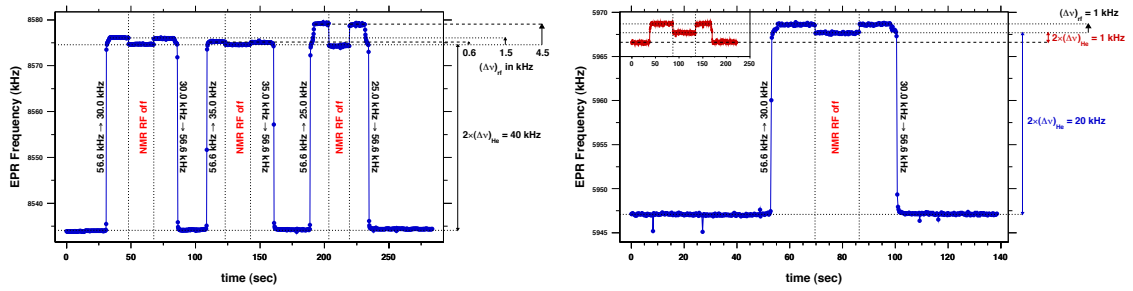 8580
8575
8570
8565
8560
8555
8550
8545
8540
EPR Frequency (kHz)
56.6 kHz → 30.0 kHz
NMR RF off
30.0 kHz → 56.6 kHz
56.6 kHz → 35.0 kHz
NMR RF off
35.0 kHz → 56.6 kHz
56.6 kHz → 25.0 kHz
NMR RF off
25.0 kHz → 56.6 kHz
0.6
1.5
4.5
(Δν)rf in kHz
2×(Δν)He = 40 kHz
0 50 100 150 200 250
time (sec)
5970
5965
5960
5955
5950
5945
EPR Frequency (kHz)
0 50 100 150 200 250
56.6 kHz → 30.0 kHz
NMR RF off
30.0 kHz → 56.6 kHz
(Δν)rf = 1 kHz
2×(Δν)He = 1 kHz
2×(Δν)He = 20 kHz
0 20 40 60 80 100 120 140
time (sec)